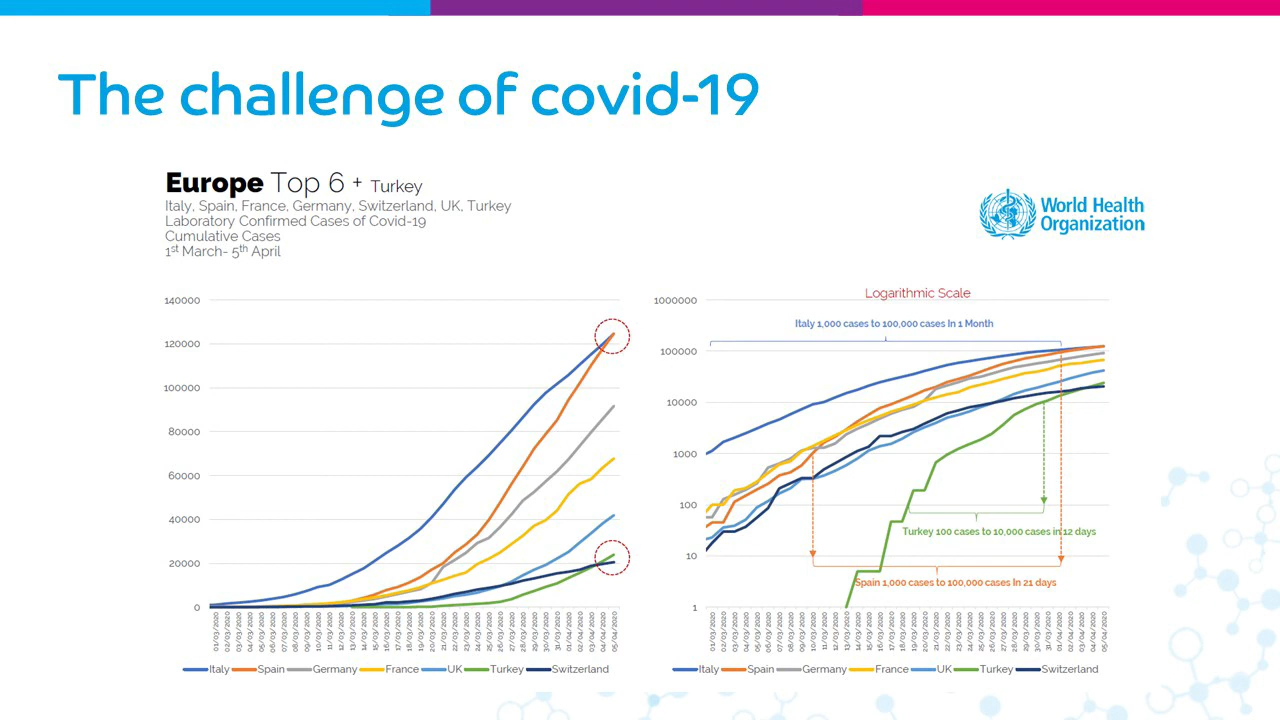 The challenge of covid-19
Europe Top 6 + Turkey
Italy, Spain, France, Germany, Switzerland, UK, Turkey
Laboratory Confirmed Cases of Covid-19
Cumulative Cases
1st March- 5th April
World Health
Organization
140000
120000
100000
80000
60000
40000
20000
0
Italy Spain Germany France UK Turkey Switzerland
Logarithmic Scale
1000000
Italy 1,000 cases to 100,000 cases In 1 Month
100000
10000
1000
100
Turkey 100 cases to 10,000 cases in 12 days
10
Spain 1,000 cases to 100,000 cases In 21 days
1
Italy Spain Germany France UK Turkey Switzerland